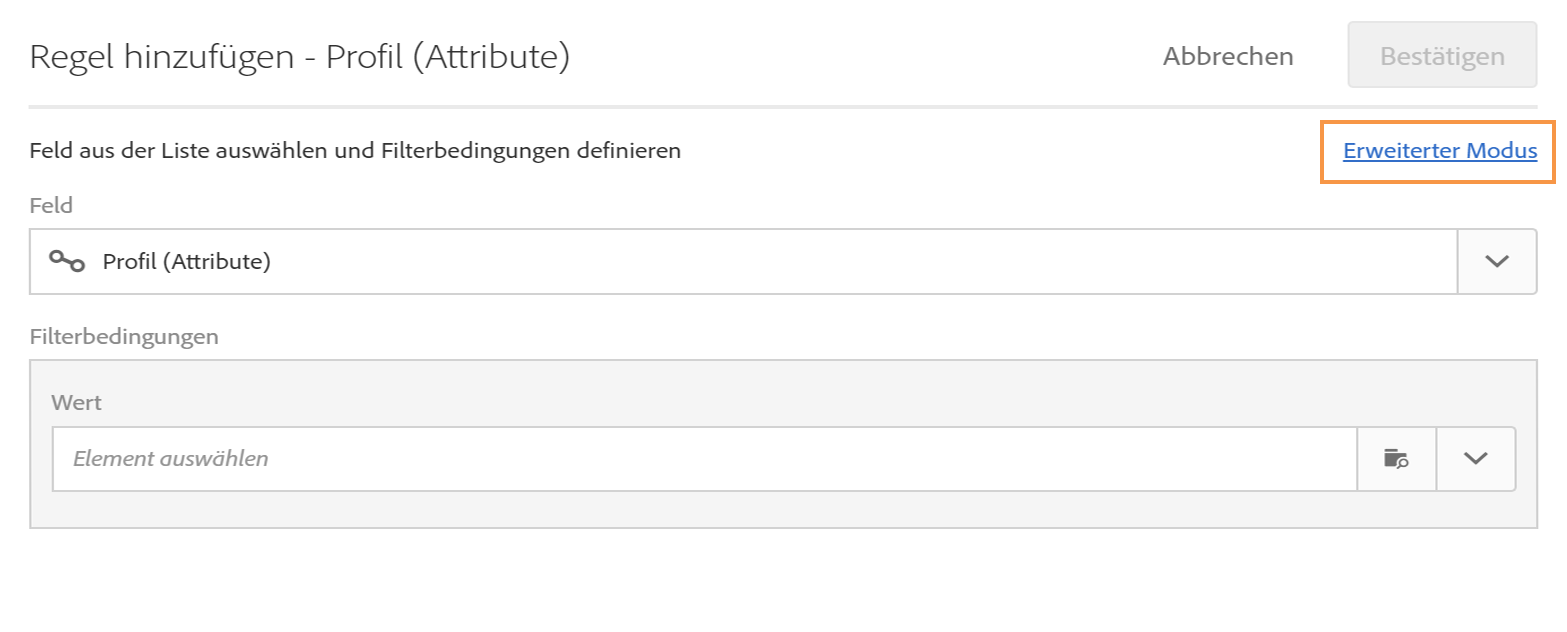 Regel hinzufügen - Profil (Attribute)
Abbrechen
Bestätigen
Feld aus der Liste auswählen und Filterbedingungen definieren
Erweiterter Modus
Feld
Profil (Attribute)
Filterbedingungen
Wert
Element auswählen